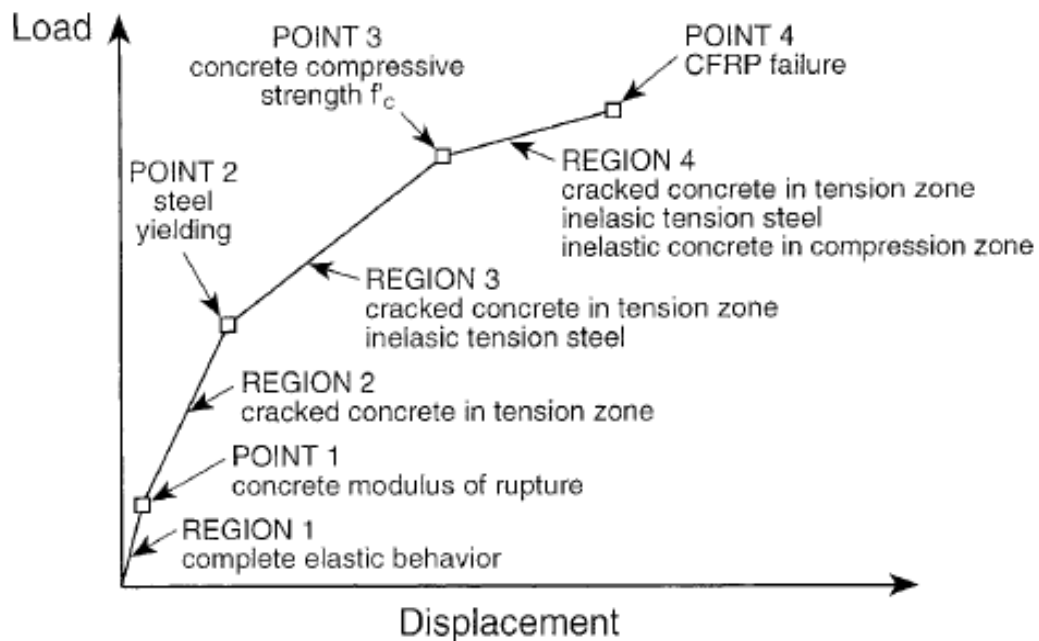 Load
POINT 3
concrete compressive
strength f'c
POINT 4
CFRP failure
POINT 2
steel
yielding
REGION 4
cracked concrete in tension zone
inelasic tension steel
inelastic concrete in compression zone
REGION 3
cracked concrete in tension zone
inelasic tension steel
REGION 2
cracked concrete in tension zone
POINT 1
concrete modulus of rupture
REGION 1
complete elastic behavior
Displacement